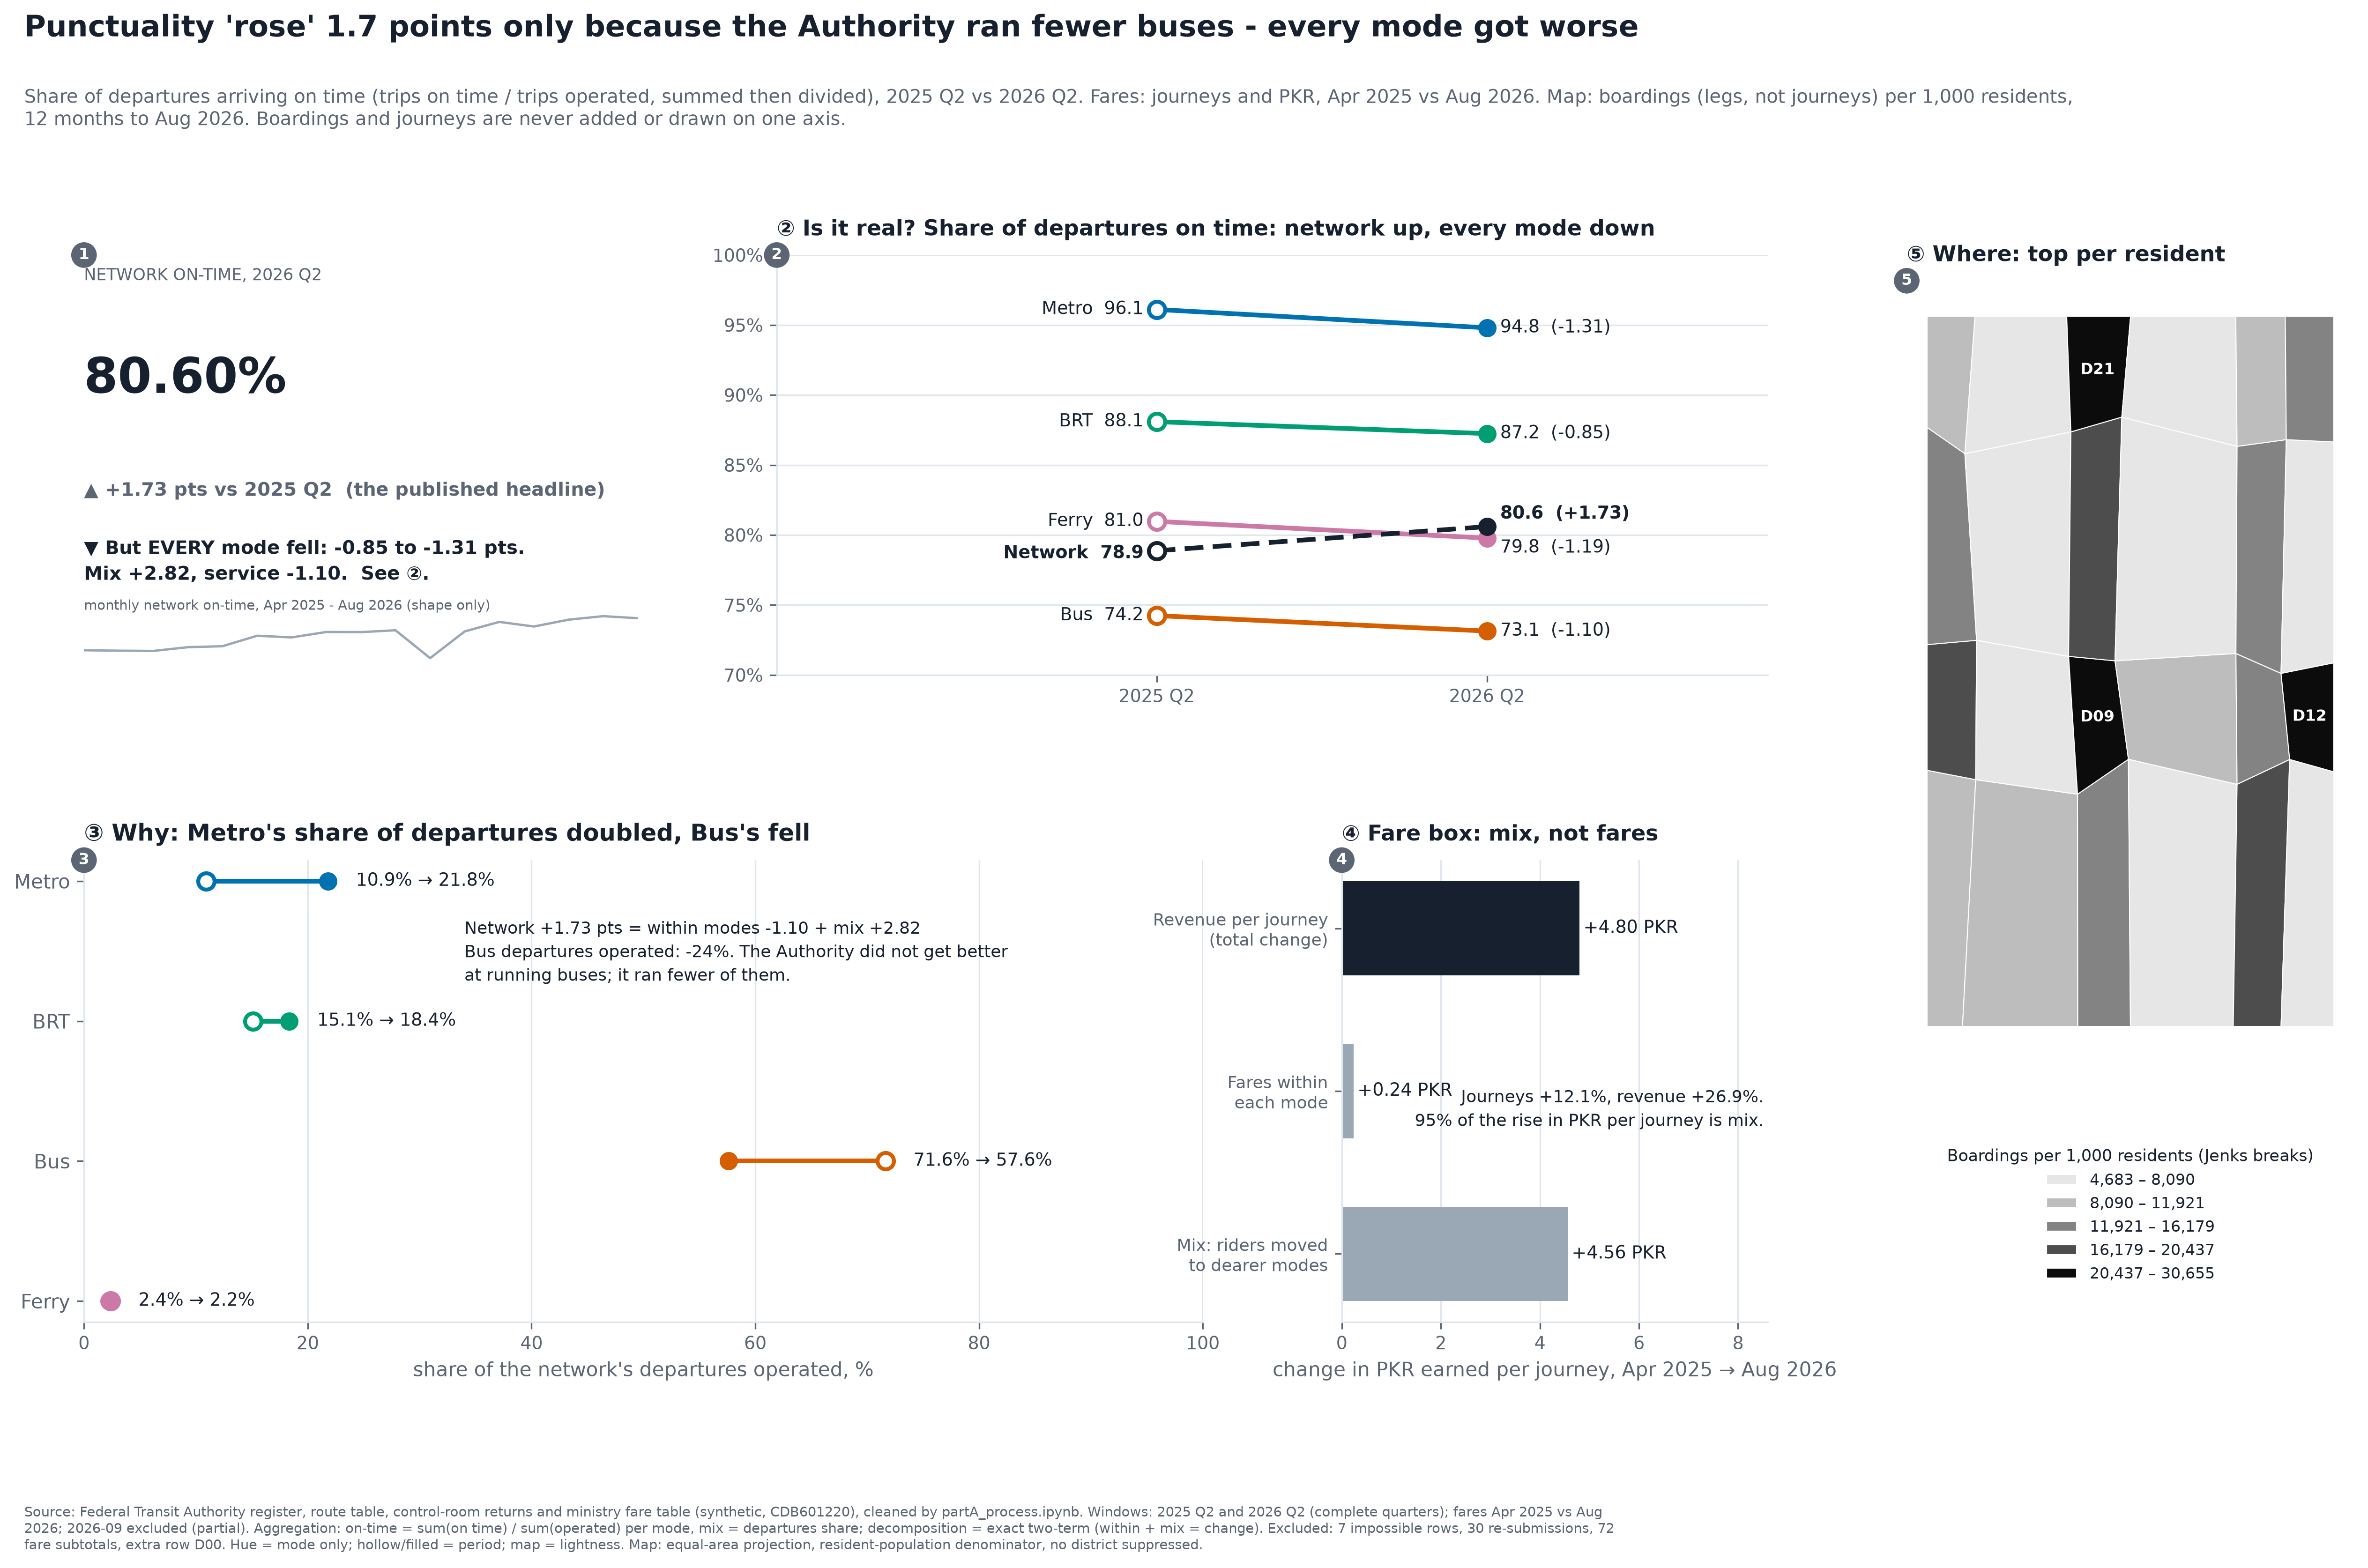 Punctuality 'rose' 1.7 points only because the Authority ran fewer buses - every mode got worse
Share of departures arriving on time (trips on time / trips operated, summed then divided), 2025 Q2 vs 2026 Q2. Fares: journeys and PKR, Apr 2025 vs Aug 2026. Map: boardings (legs, not journeys) per 1,000 residents,
12 months to Aug 2026. Boardings and journeys are never added or drawn on one axis.
1
NETWORK ON-TIME, 2026 Q2
80.60%
▲ +1.73 pts vs 2025 Q2  (the published headline)
▼ But EVERY mode fell: -0.85 to -1.31 pts.
Mix +2.82, service -1.10.  See ②.
monthly network on-time, Apr 2025 - Aug 2026 (shape only)
② Is it real? Share of departures on time: network up, every mode down
2
100%
95%
90%
85%
80%
75%
70%
Metro  96.1
94.8  (-1.31)
BRT  88.1
87.2  (-0.85)
Ferry  81.0
80.6  (+1.73)
Network  78.9
79.8  (-1.19)
Bus  74.2
73.1  (-1.10)
2025 Q2
2026 Q2
⑤ Where: top per resident
5
D21
D09
D12
Boardings per 1,000 residents (Jenks breaks)
4,683 – 8,090
8,090 – 11,921
11,921 – 16,179
16,179 – 20,437
20,437 – 30,655
③ Why: Metro's share of departures doubled, Bus's fell
3
Metro
10.9% → 21.8%
Network +1.73 pts = within modes -1.10 + mix +2.82
Bus departures operated: -24%. The Authority did not get better
at running buses; it ran fewer of them.
BRT
15.1% → 18.4%
Bus
71.6% → 57.6%
Ferry
2.4% → 2.2%
0
20
40
60
80
100
share of the network's departures operated, %
④ Fare box: mix, not fares
4
Revenue per journey
(total change)
+4.80 PKR
Fares within
each mode
+0.24 PKR
Journeys +12.1%, revenue +26.9%.
95% of the rise in PKR per journey is mix.
Mix: riders moved
to dearer modes
+4.56 PKR
0
2
4
6
8
change in PKR earned per journey, Apr 2025 → Aug 2026
Source: Federal Transit Authority register, route table, control-room returns and ministry fare table (synthetic, CDB601220), cleaned by partA_process.ipynb. Windows: 2025 Q2 and 2026 Q2 (complete quarters); fares Apr 2025 vs Aug
2026; 2026-09 excluded (partial). Aggregation: on-time = sum(on time) / sum(operated) per mode, mix = departures share; decomposition = exact two-term (within + mix = change). Excluded: 7 impossible rows, 30 re-submissions, 72
fare subtotals, extra row D00. Hue = mode only; hollow/filled = period; map = lightness. Map: equal-area projection, resident-population denominator, no district suppressed.